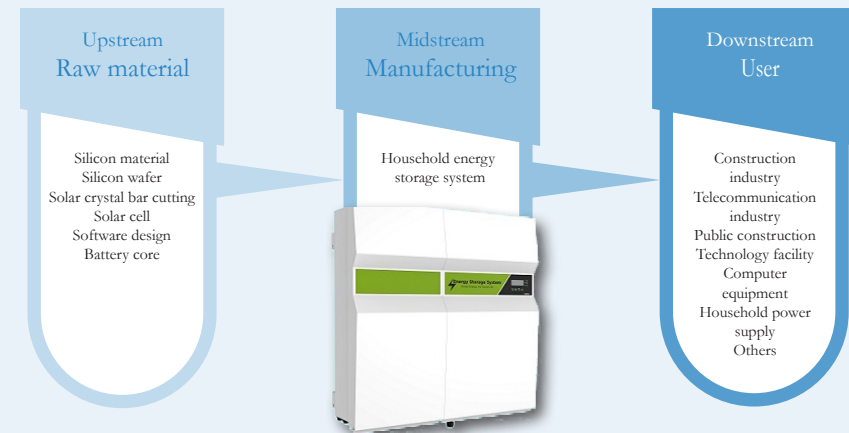 Upstream
Raw material
Silicon material
Silicon wafer
Solar crystal bar cutting
Solar cell
Software design
Battery core
Midstream
Manufacturing
Household energy
storage system
Energy Storage System
Downstream
User
Construction
industry
Telecommunication
industry
Public construction
Technology facility
Computer
equipment
Household power
supply
Others